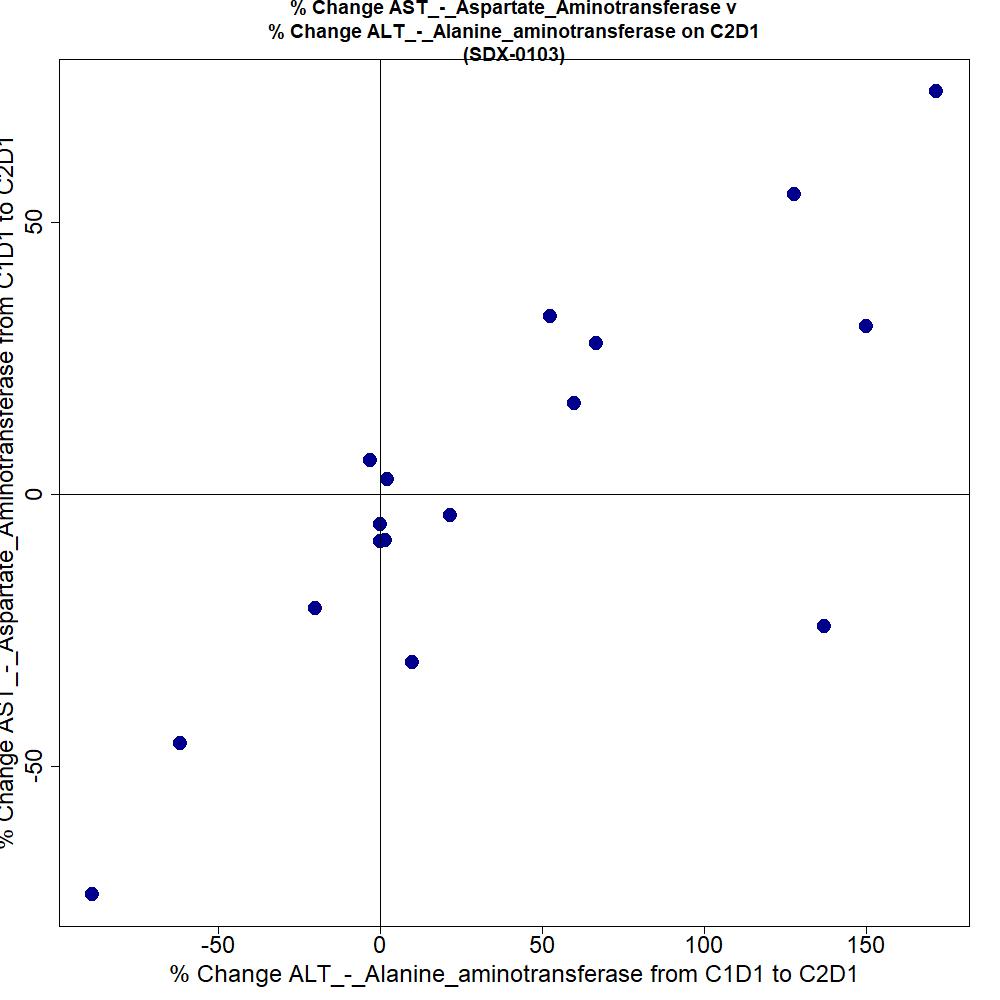 % Change AST_-_Aspartate_Aminotransferase v
% Change ALT_-_Alanine_aminotransferase on C2D1
(SDX-0103)
% Change AST_-_Aspartate_Aminotransferase from C1D1 to C2D1
50
0
-50
-50
0
50
100
150
% Change ALT_-_Alanine_aminotransferase from C1D1 to C2D1